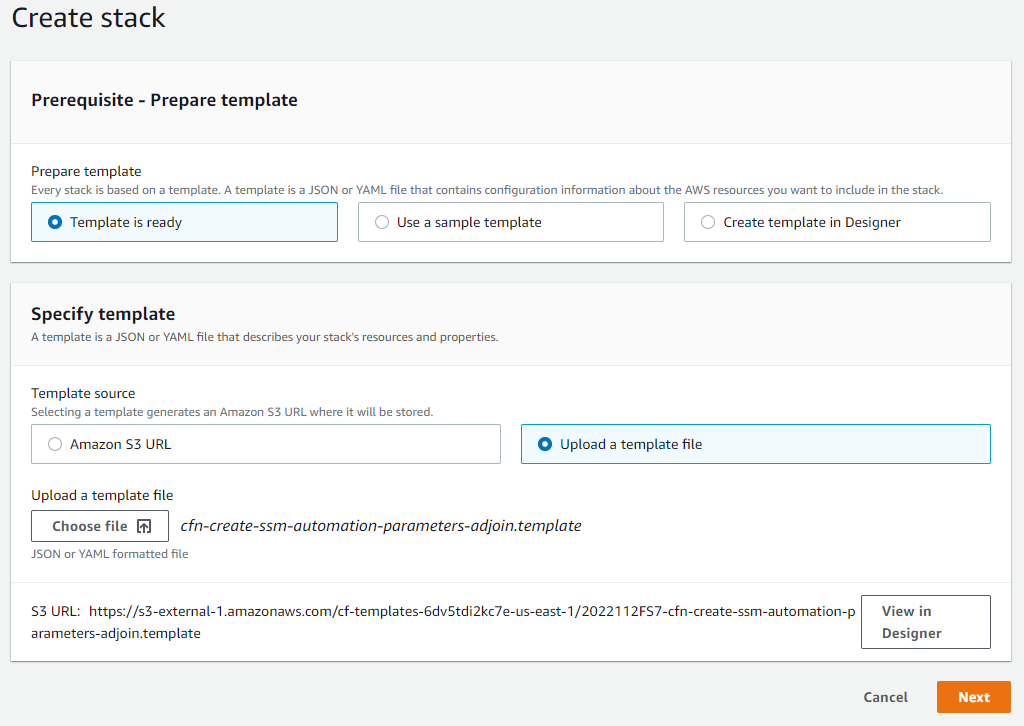 Create stack
Prerequisite - Prepare template
Prepare template
Every stack is based on a template. A template is a JSON or YAML file that contains configuration information about the AWS resources you want to include in the stack.
Template is ready
Use a sample template
Create template in Designer
Specify template
A template is a JSON or YAML file that describes your stack's resources and properties.
Template source
Selecting a template generates an Amazon S3 URL where it will be stored.
Amazon S3 URL
Upload a template file
Upload a template file
Choose file
cfn-create-ssm-automation-parameters-adjoin.template
JSON or YAML formatted file
S3 URL: https://s3-external-1.amazonaws.com/cf-templates-6dv5tdi2kc7e-us-east-1/2022112FS7-cfn-create-ssm-automation-p
arameters-adjoin.template
View in
Designer
Cancel
Next